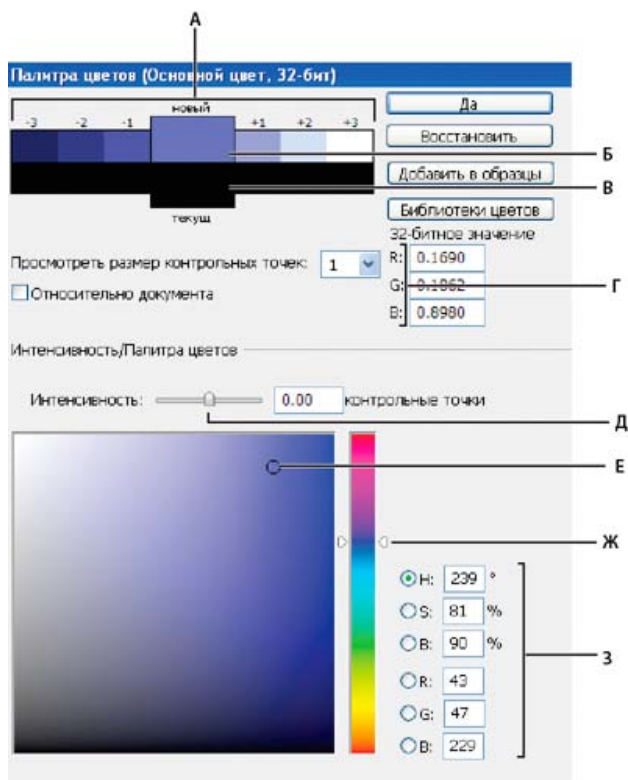 А
Палитра цветов (Основной цвет, 32-бит)
новый
-3 -2 -1 +1 +2 +3
текущ
Да
Восстановить
Добавить в образцы
Библиотеки цветов
Б
В
32-битное значение
Просмотреть размер контрольных точек: 1
R: 0.1690
Относительно документа
G: 0.1862
Г
B: 0.8980
Интенсивность/Палитра цветов
Интенсивность: 0.00 контрольные точки
Д
Е
Ж
H: 239 °
S: 81 %
B: 90 %
З
R: 43
G: 47
B: 229